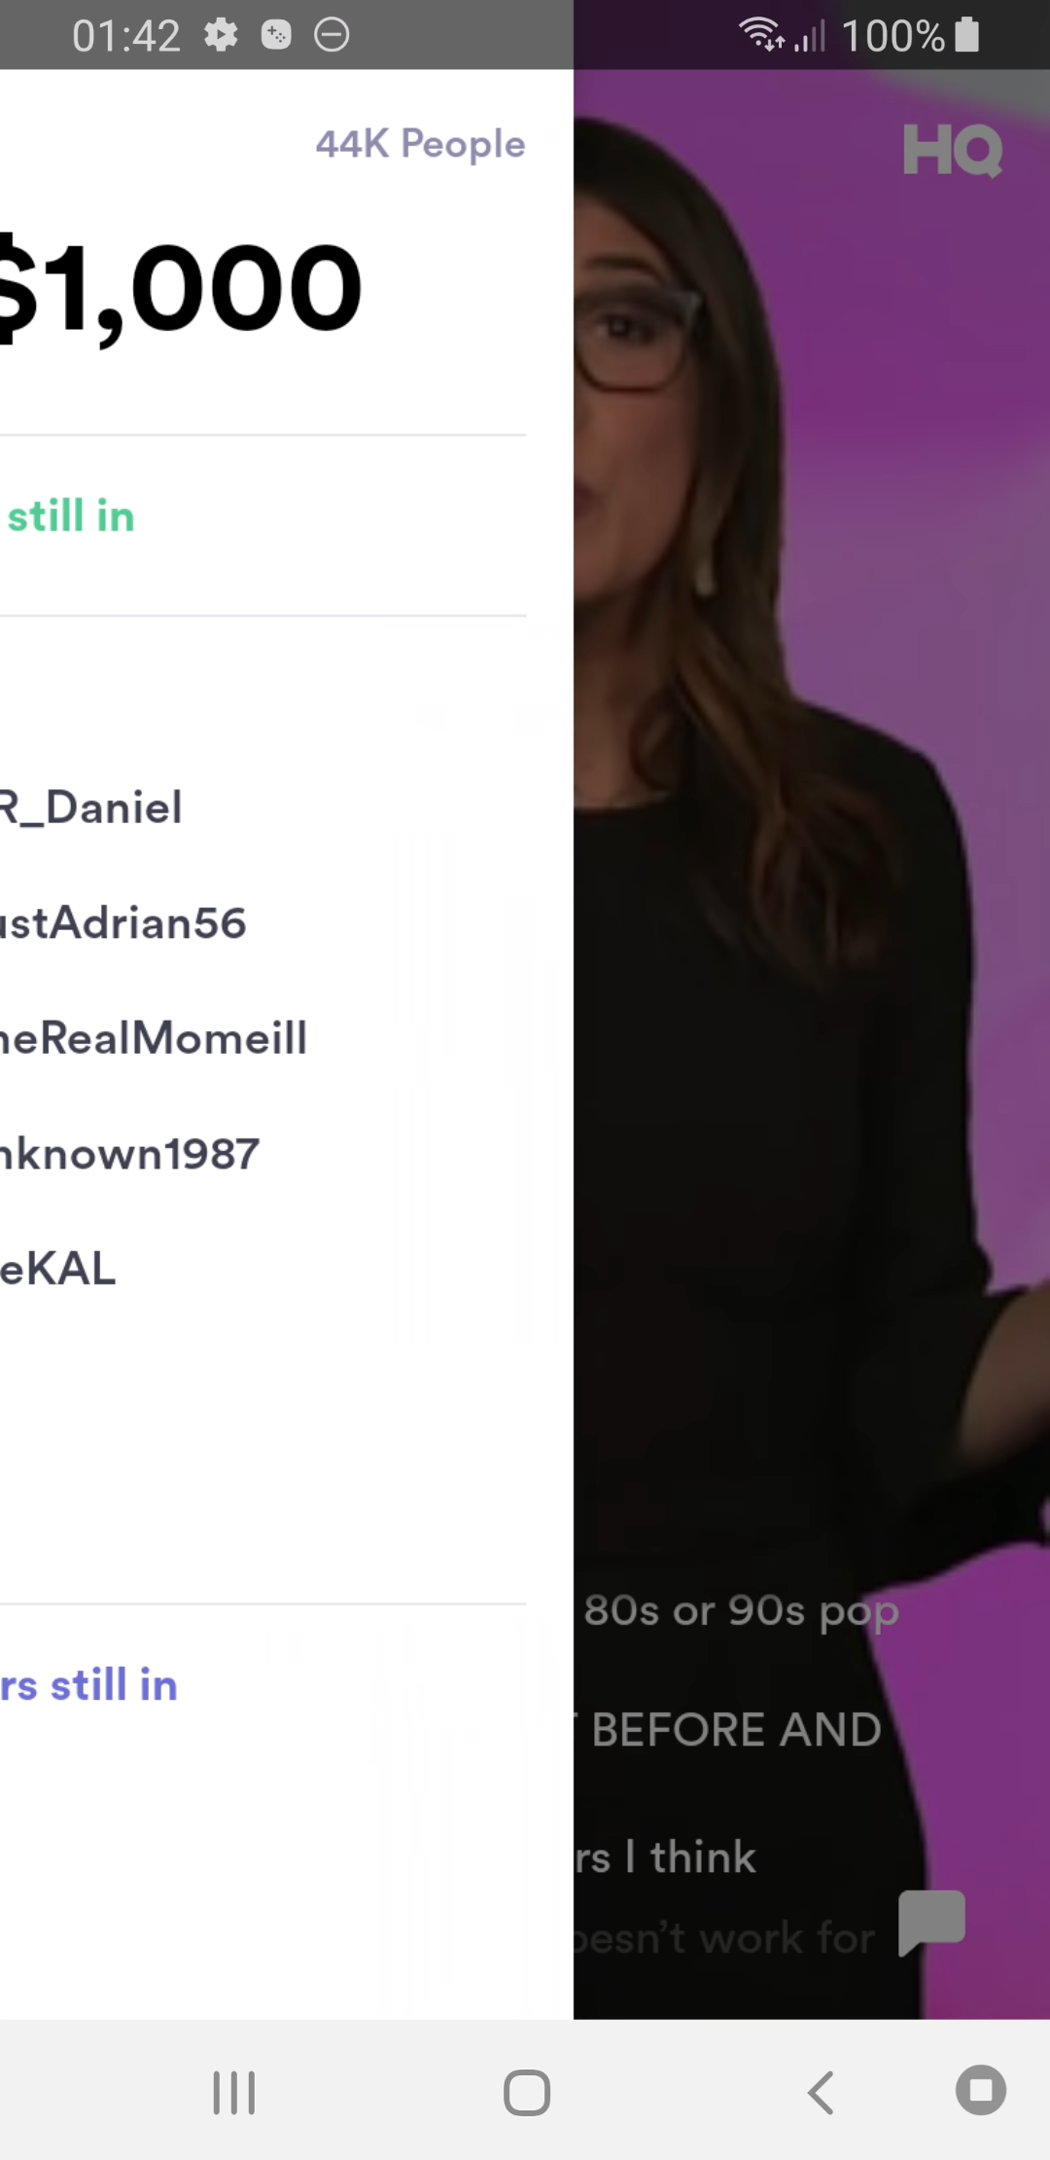 01:42 100%
44K People
HQ
$1,000
still in
R_Daniel
ustAdrian56
heRealMomeill
nknown1987
eKAL
80s or 90s pop
rs still in
BEFORE AND
rs I think
oesn't work for